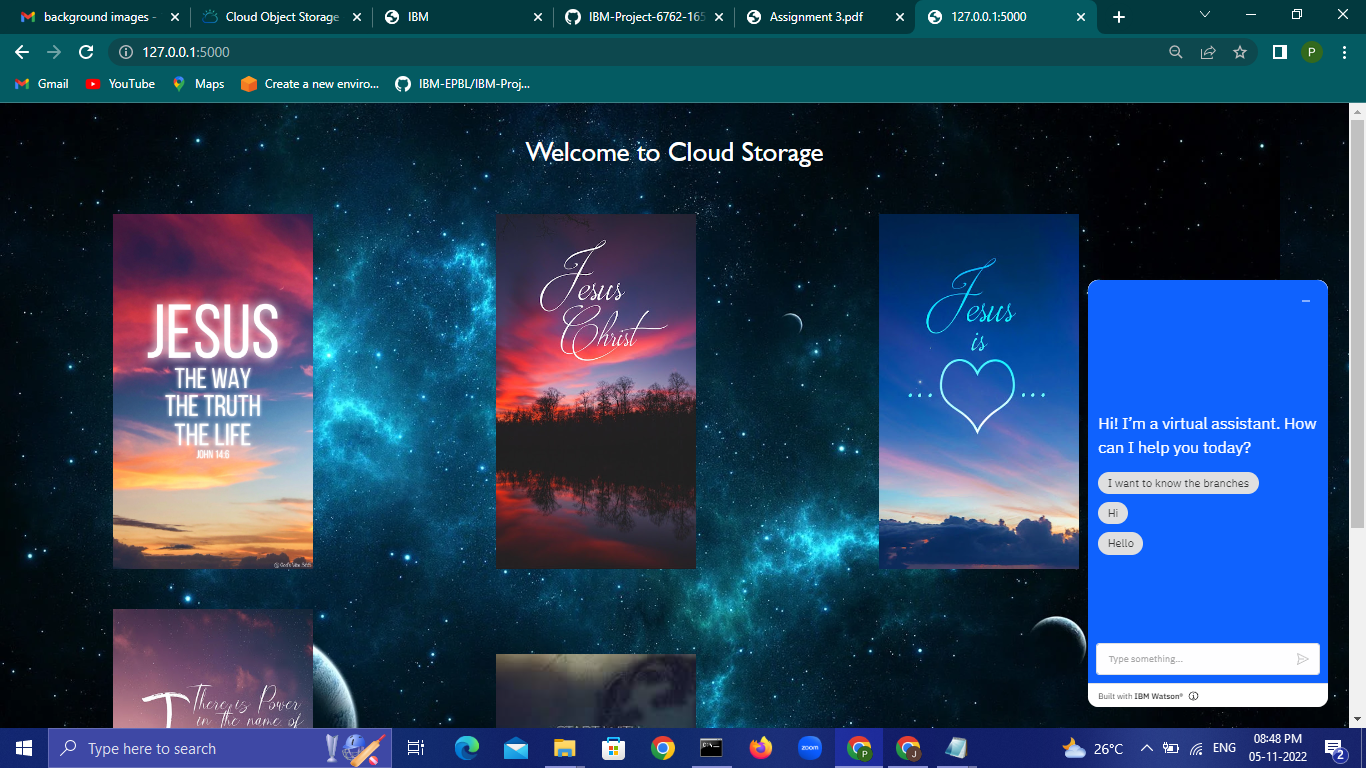 background images -
Cloud Object Storage
IBM
IBM-Project-6762-165
Assignment 3.pdf
127.0.0.1:5000
127.0.0.1:5000
P
Gmail
YouTube
Maps
Create a new enviro...
IBM-EPBL/IBM-Proj...
Welcome to Cloud Storage
JESUS
THE WAY
THE TRUTH
THE LIFE
JOHN 14:6
Jesus
Christ
Jesus
is
... ...
Hi! I'm a virtual assistant. How
can I help you today?
I want to know the branches
Hi
Hello
Type something...
Built with IBM Watson®
There is Power
in the name of
Type here to search
zoom
P
J
26°C
ENG
08:48 PM
05-11-2022
2